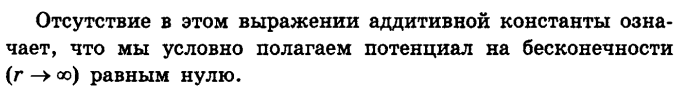 Отсутствие в этом выражении аддитивной константы озна-
чает, что мы условно полагаем потенциал на бесконечности
(r → ∞) равным нулю.